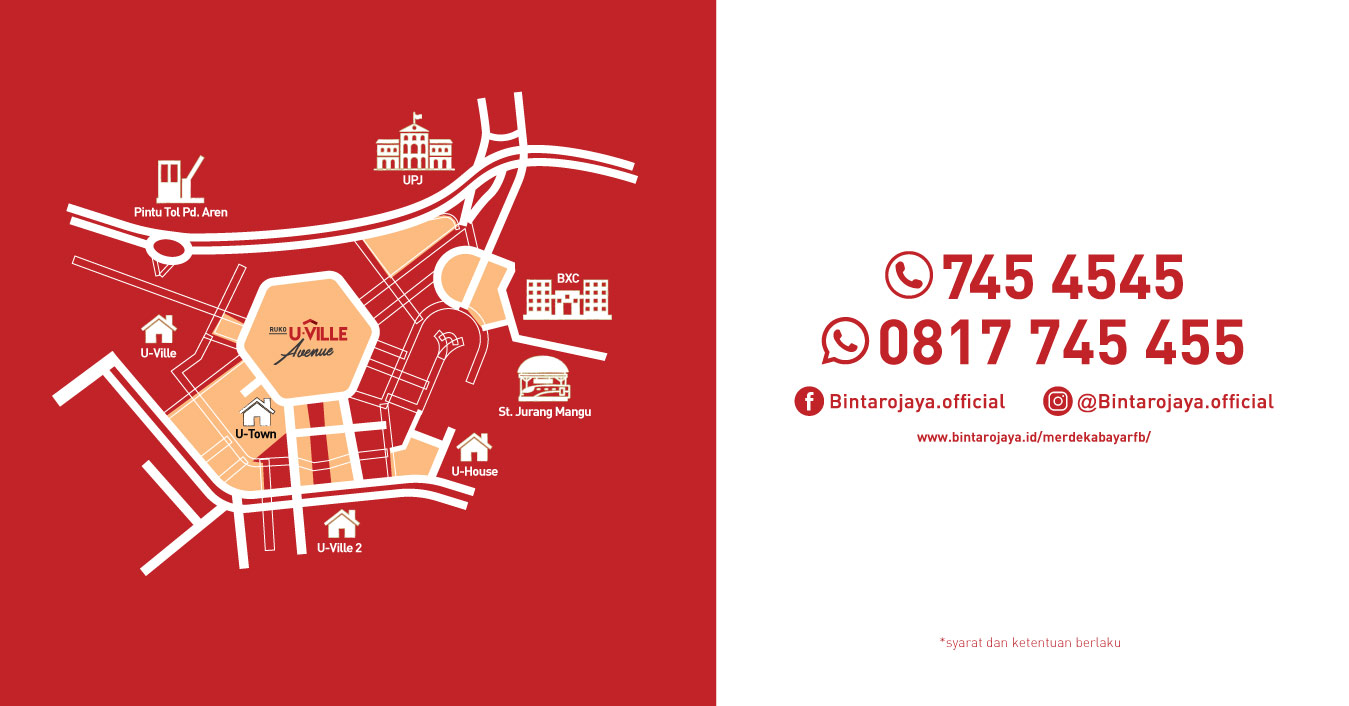 UPJ
Pintu Tol Pd. Aren
BXC
RUKO U-VILLE
Avenue
U-Ville
St. Jurang Mangu
U-Town
U-House
U-Ville 2
745 4545
0817 745 455
Bintarojaya.official @Bintarojaya.official
www.bintarojaya.id/merdekabayarfb/
*syarat dan ketentuan berlaku